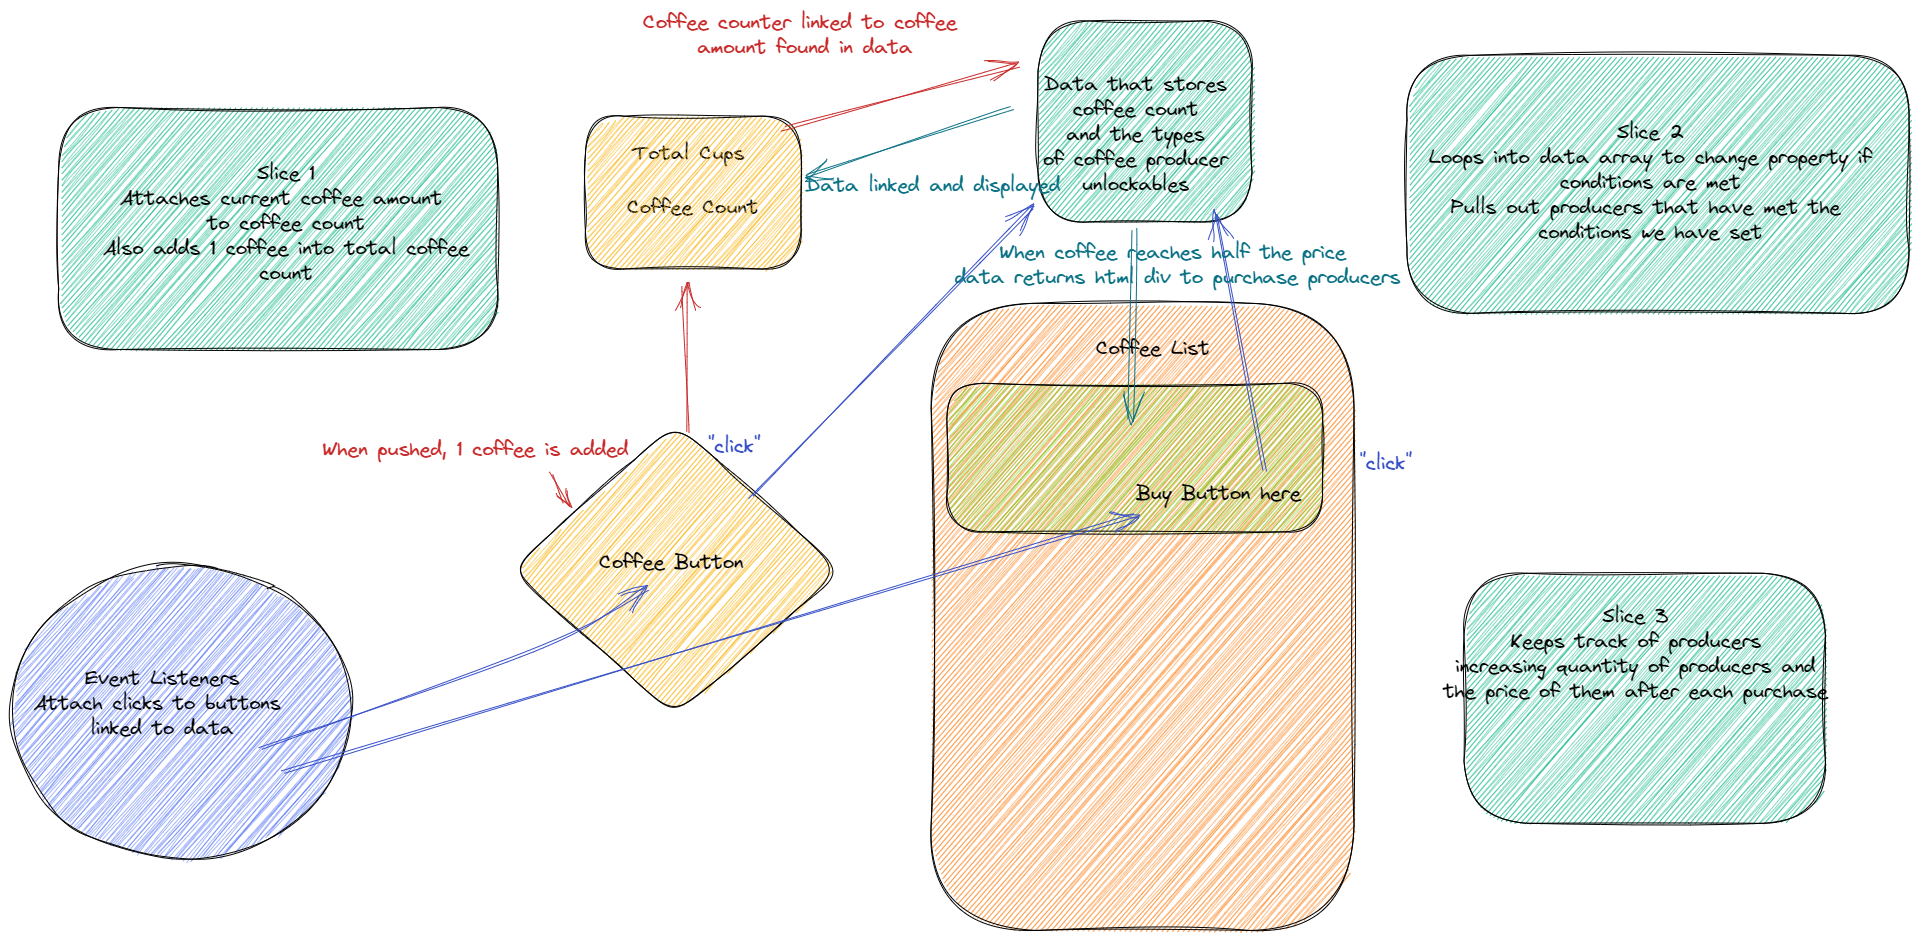 Coffee counter linked to coffee
amount found in data
Data that stores
coffee count
and the types
of coffee producer
unlockables
Slice 2
Loops into data array to change property if
conditions are met
Pulls out producers that have met the
conditions we have set
Slice 1
Attaches current coffee amount
to coffee count
Also adds 1 coffee into total coffee
count
Total Cups
Coffee Count
Data linked and displayed
When coffee reaches half the price
data returns html div to purchase producers
Coffee List
When pushed, 1 coffee is added
"click"
"click"
Buy Button here
Coffee Button
Event Listeners
Attach clicks to buttons
linked to data
Slice 3
Keeps track of producers
increasing quantity of producers and
the price of them after each purchase